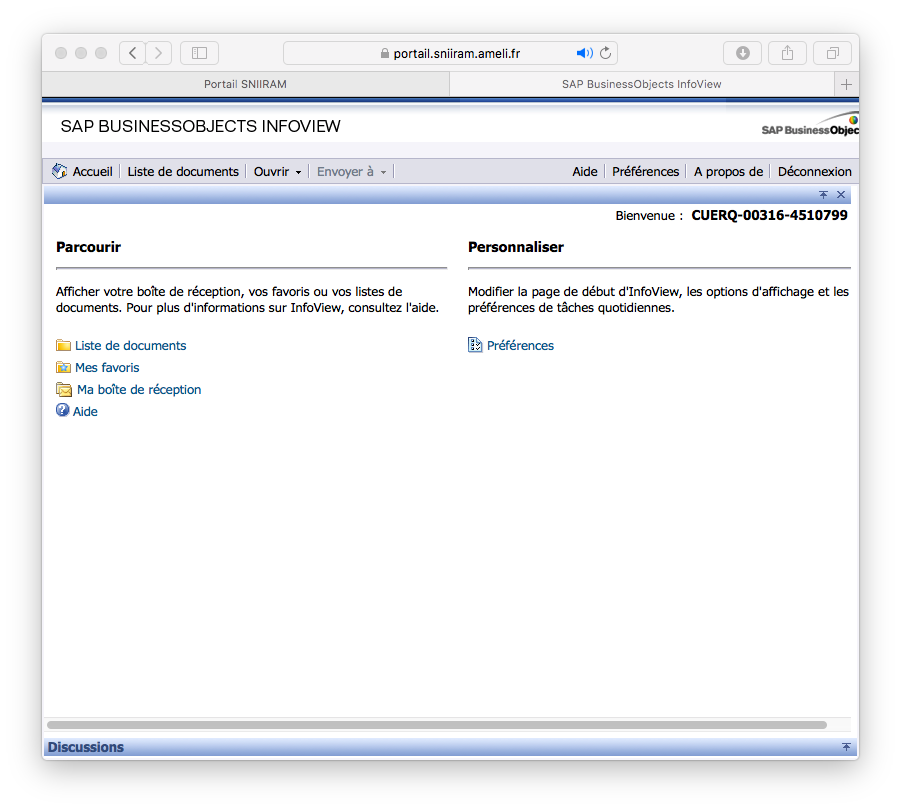 portail.sniiram.ameli.fr
Portail SNIIRAM
SAP BusinessObjects InfoView
SAP BUSINESSOBJECTS INFOVIEW
SAP BusinessObjec
Accueil
Liste de documents
Ouvrir
Envoyer à
Aide
Préférences
A propos de
Déconnexion
Bienvenue : CUERQ-00316-4510799
Parcourir
Afficher votre boîte de réception, vos favoris ou vos listes de
documents. Pour plus d'informations sur InfoView, consultez l'aide.
Liste de documents
Mes favoris
Ma boîte de réception
Aide
Personnaliser
Modifier la page de début d'InfoView, les options d'affichage et les
préférences de tâches quotidiennes.
Préférences
Discussions